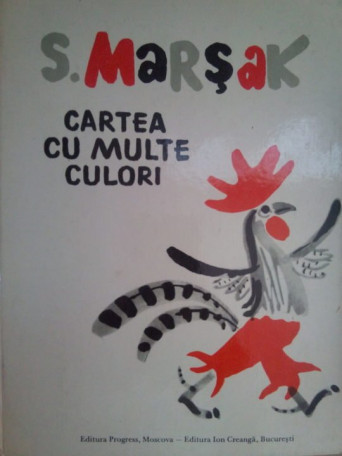 S. MARŞAK
CARTEA
CU MULTE
CULORI
Editura Progress, Moscova — Editura Ion Creangă, Bucureşti